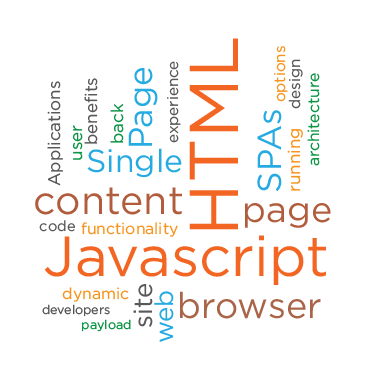 Applications
user
benefits
back
Page
experience
HTML
SPAs
options
running
design
architecture
Single
content
page
code
functionality
Javascript
dynamic
developers
payload
site
web
browser